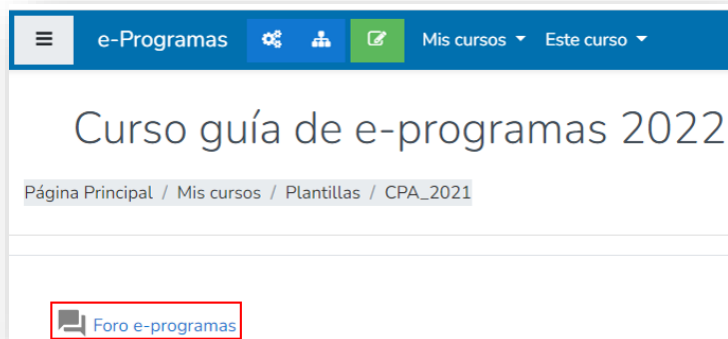 e-Programas Mis cursos Este curso
Curso guía de e-programas 2022
Página Principal / Mis cursos / Plantillas / CPA_2021
Foro e-programas